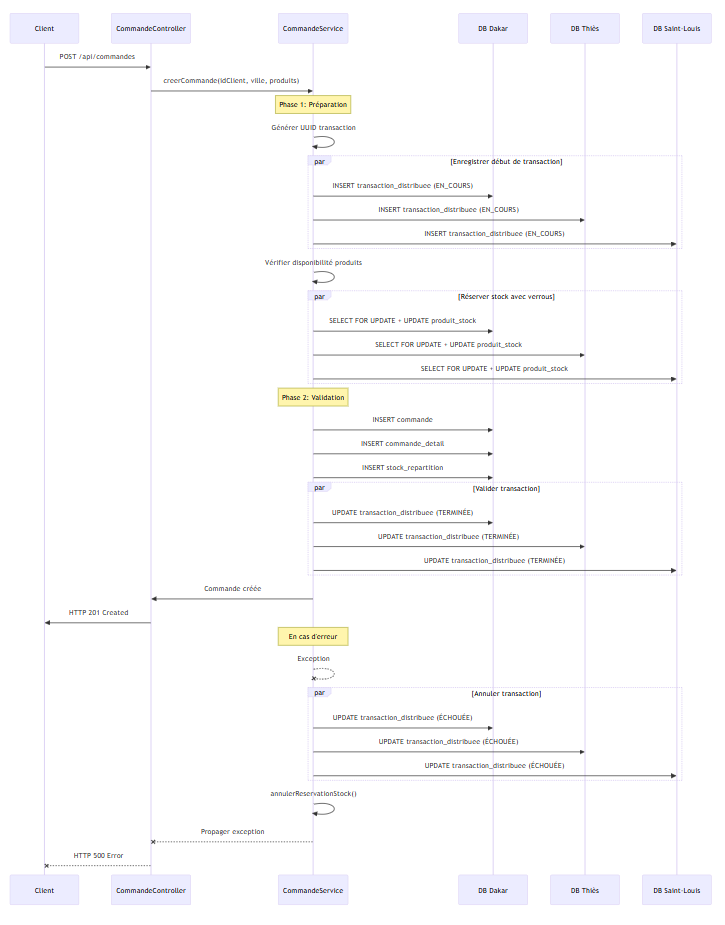 Client CommandeController CommandeService DB Dakar DB Thiès DB Saint-Louis
POST /api/commandes
creerCommande(idClient, ville, produits)
Phase 1: Préparation
Générer UUID transaction
par [Enregistrer début de transaction]
INSERT transaction_distribuee (EN_COURS)
INSERT transaction_distribuee (EN_COURS)
INSERT transaction_distribuee (EN_COURS)
Vérifier disponibilité produits
par [Réserver stock avec verrous]
SELECT FOR UPDATE + UPDATE produit_stock
SELECT FOR UPDATE + UPDATE produit_stock
SELECT FOR UPDATE + UPDATE produit_stock
Phase 2: Validation
INSERT commande
INSERT commande_detail
INSERT stock_repartition
par [Valider transaction]
UPDATE transaction_distribuee (TERMINÉE)
UPDATE transaction_distribuee (TERMINÉE)
UPDATE transaction_distribuee (TERMINÉE)
Commande créée
HTTP 201 Created
En cas d'erreur
Exception
par [Annuler transaction]
UPDATE transaction_distribuee (ÉCHOUÉE)
UPDATE transaction_distribuee (ÉCHOUÉE)
UPDATE transaction_distribuee (ÉCHOUÉE)
annulerReservationStock()
Propager exception
HTTP 500 Error
Client CommandeController CommandeService DB Dakar DB Thiès DB Saint-Louis